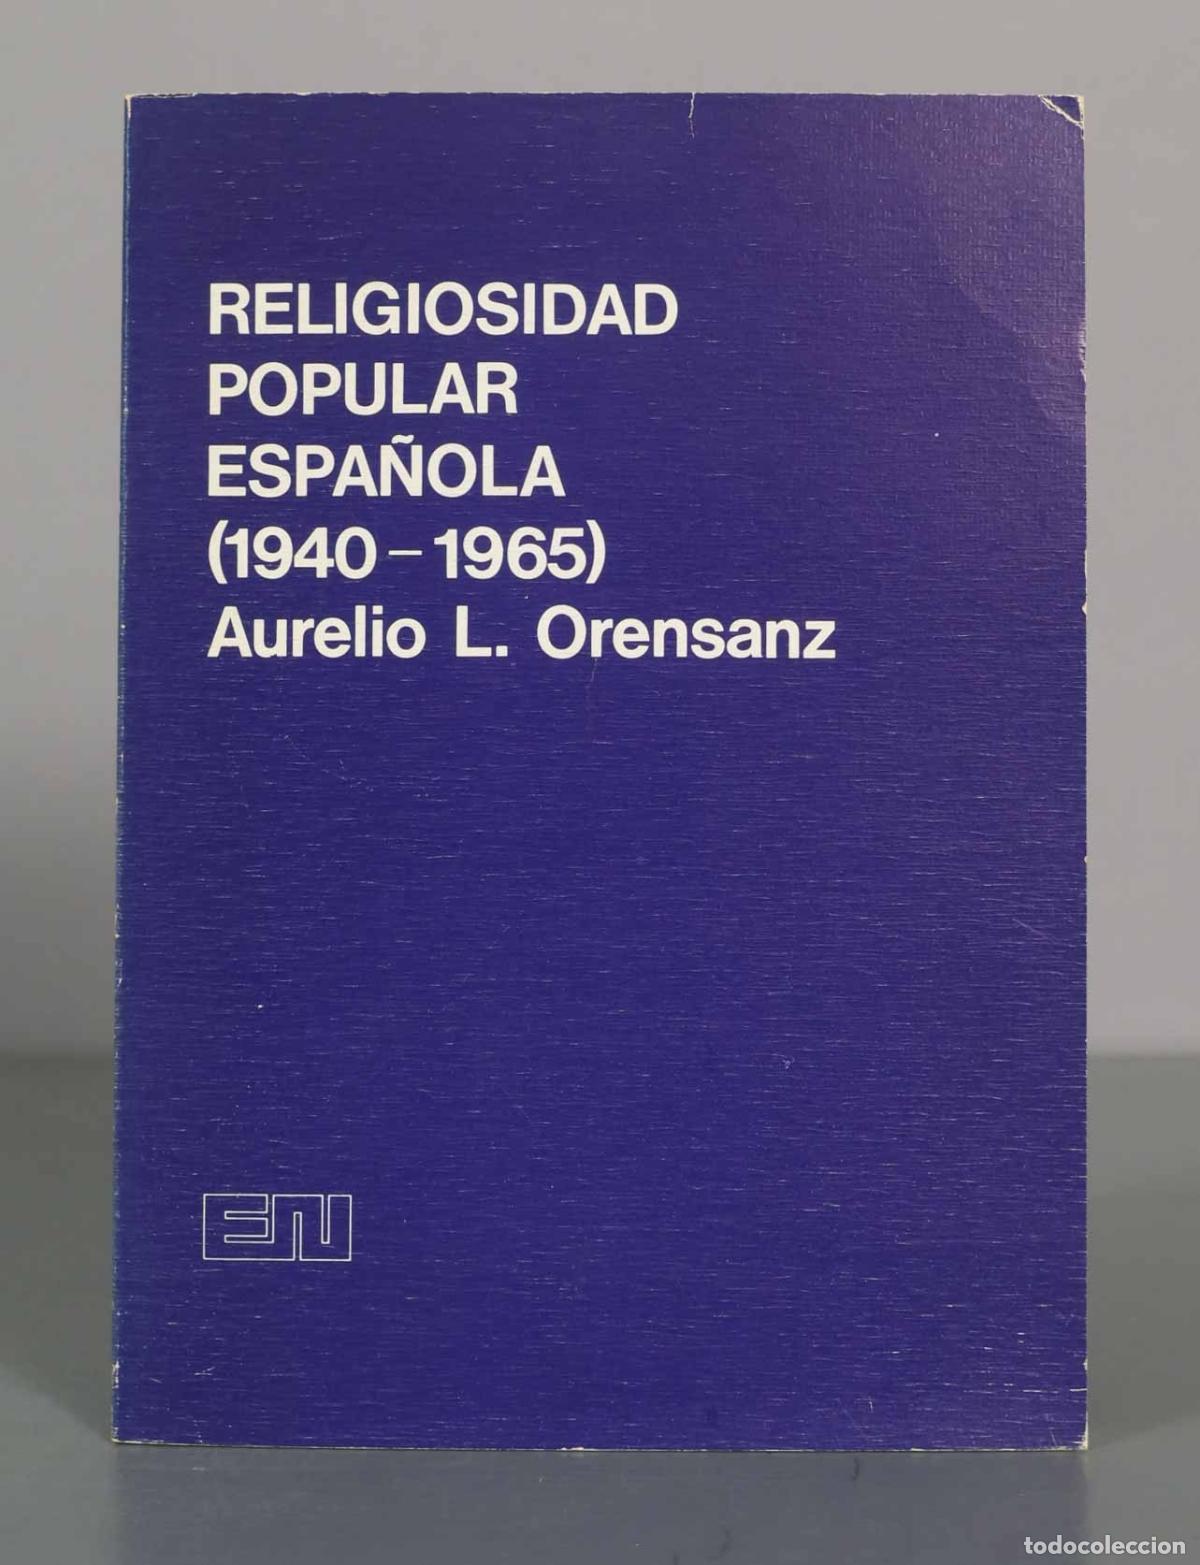 RELIGIOSIDAD
POPULAR
ESPAÑOLA
(1940–1965)
Aurelio L. Orensanz
EN
todocoleccion